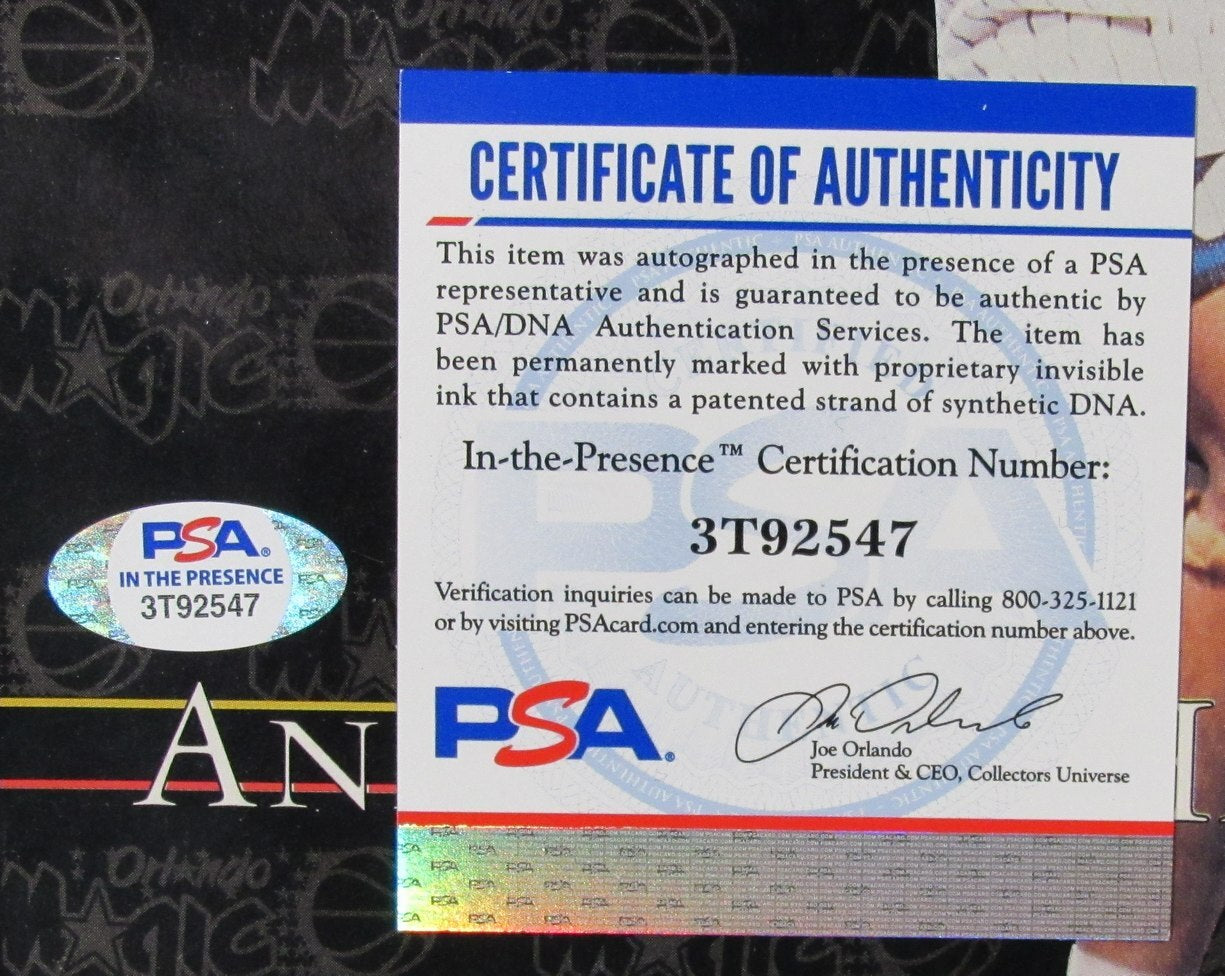 Orlando
MAGIC
CERTIFICATE OF AUTHENTICITY
This item was autographed in the presence of a PSA
representative and is guaranteed to be authentic by
PSA/DNA Authentication Services. The item has
been permanently marked with proprietary invisible
ink that contains a patented strand of synthetic DNA.
In-the-Presence™ Certification Number:
3T92547
Verification inquiries can be made to PSA by calling 800-325-1121
or by visiting PSAcard.com and entering the certification number above.
PSA®
Joe Orlando
President & CEO, Collectors Universe
PSA®
IN THE PRESENCE
3T92547
Orlando
MAGIC
AN
Orlando
MAGIC